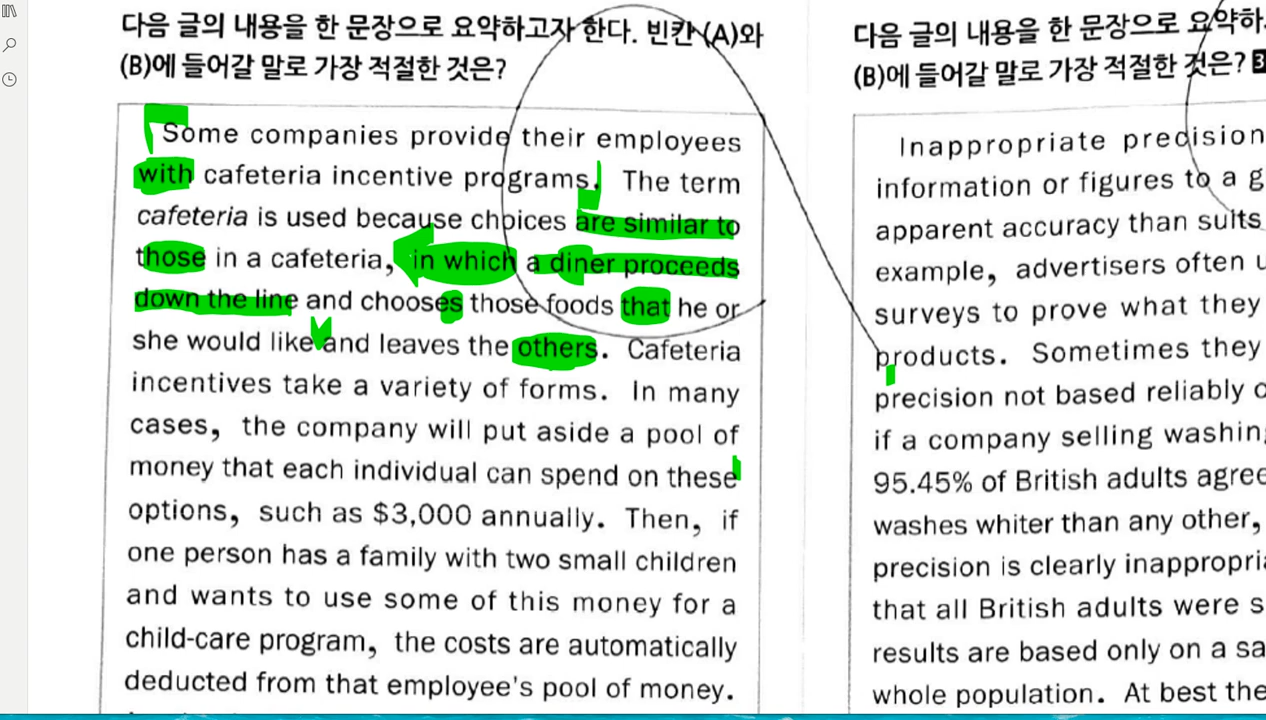 다음 글의 내용을 한 문장으로 요약하고자 한다. 빈칸 (A)와
(B)에 들어갈 말로 가장 적절한 것은?
Some companies provide their employees
with cafeteria incentive programs. The term
cafeteria is used because choices are similar to
those in a cafeteria, in which a diner proceeds
down the line and chooses those foods that he or
she would like and leaves the others. Cafeteria
incentives take a variety of forms. In many
cases, the company will put aside a pool of
money that each individual can spend on these
options, such as $3,000 annually. Then, if
one person has a family with two small children
and wants to use some of this money for a
child-care program, the costs are automatically
deducted from that employee's pool of money.
다음 글의 내용을 한 문장으로 요약하
(B)에 들어갈 말로 가장 적절한 것은? 3
Inappropriate precision
information or figures to a g
apparent accuracy than suits
example, advertisers often u
surveys to prove what they
products. Sometimes they
precision not based reliably o
if a company selling washing
95.45% of British adults agree
washes whiter than any other,
precision is clearly inappropria
that all British adults were s
results are based only on a sa
whole population. At best the